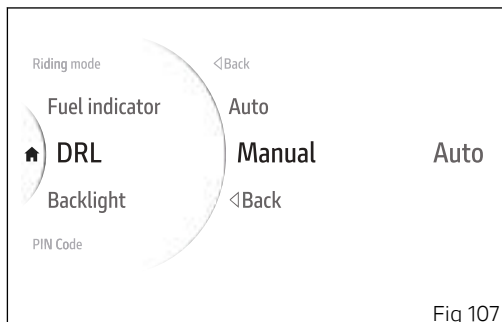 Riding mode
◁Back
Fuel indicator
Auto
DRL
Manual
Auto
Backlight
◁Back
PIN Code
Fig 107